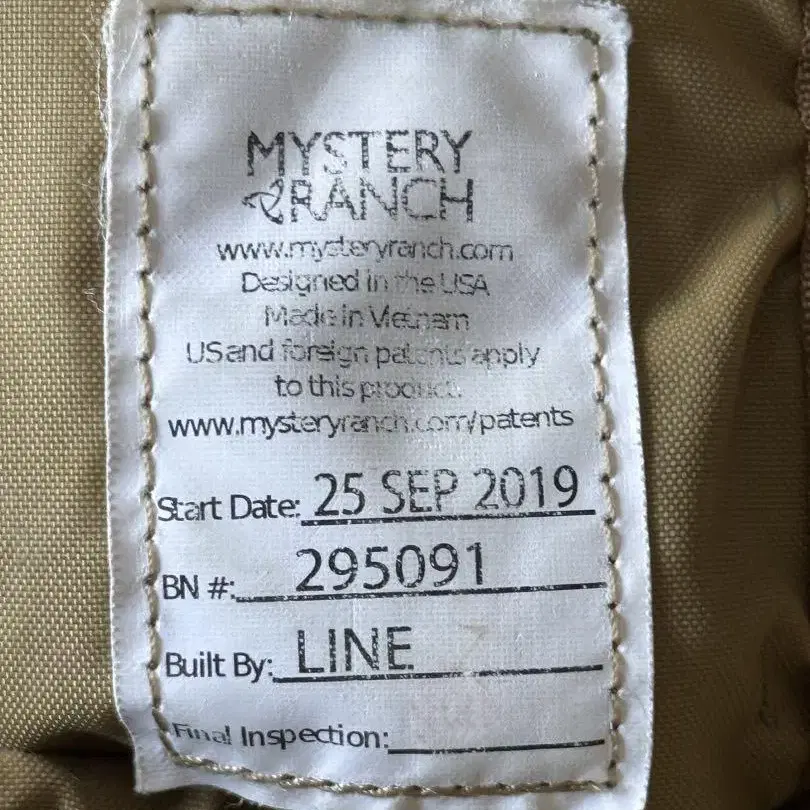 MYSTERY
RANCH
www.mysteryranch.com
Designed in the USA
Made in Vietnam
US and foreign patents apply
to this product.
www.mysteryranch.com/patents
Start Date: 25 SEP 2019
BN #: 295091
Built By: LINE
Final Inspection: